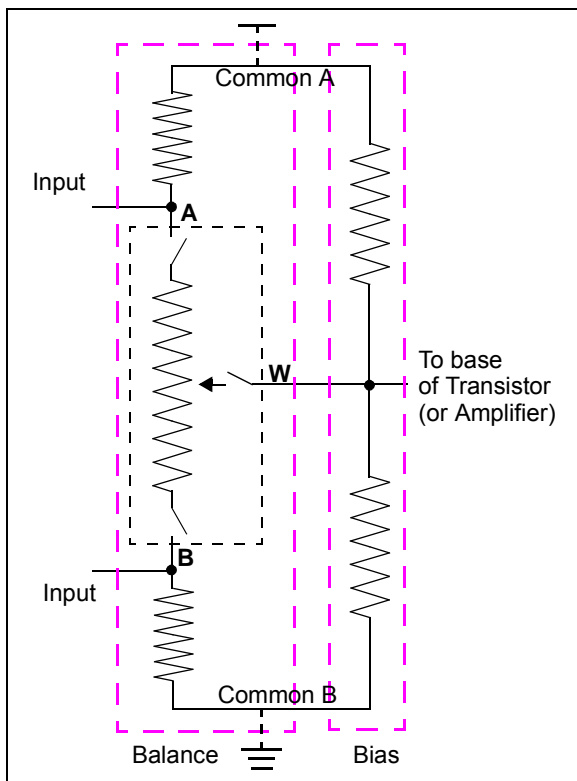 Common A
Input
A
W
To base
of Transistor
(or Amplifier)
B
Input
Common B
Balance
Bias